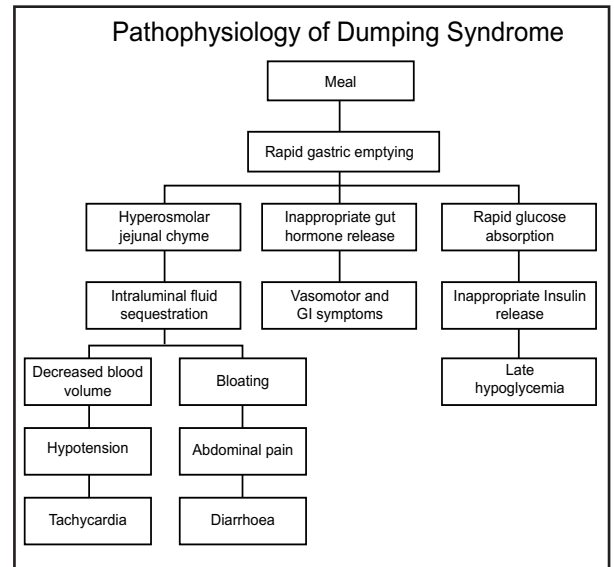 Pathophysiology of Dumping Syndrome
Meal
Rapid gastric emptying
Hyperosmolar
jejunal chyme
Inappropriate gut
hormone release
Rapid glucose
absorption
Intraluminal fluid
sequestration
Vasomotor and
GI symptoms
Inappropriate Insulin
release
Decreased blood
volume
Bloating
Late
hypoglycemia
Hypotension
Abdominal pain
Tachycardia
Diarrhoea